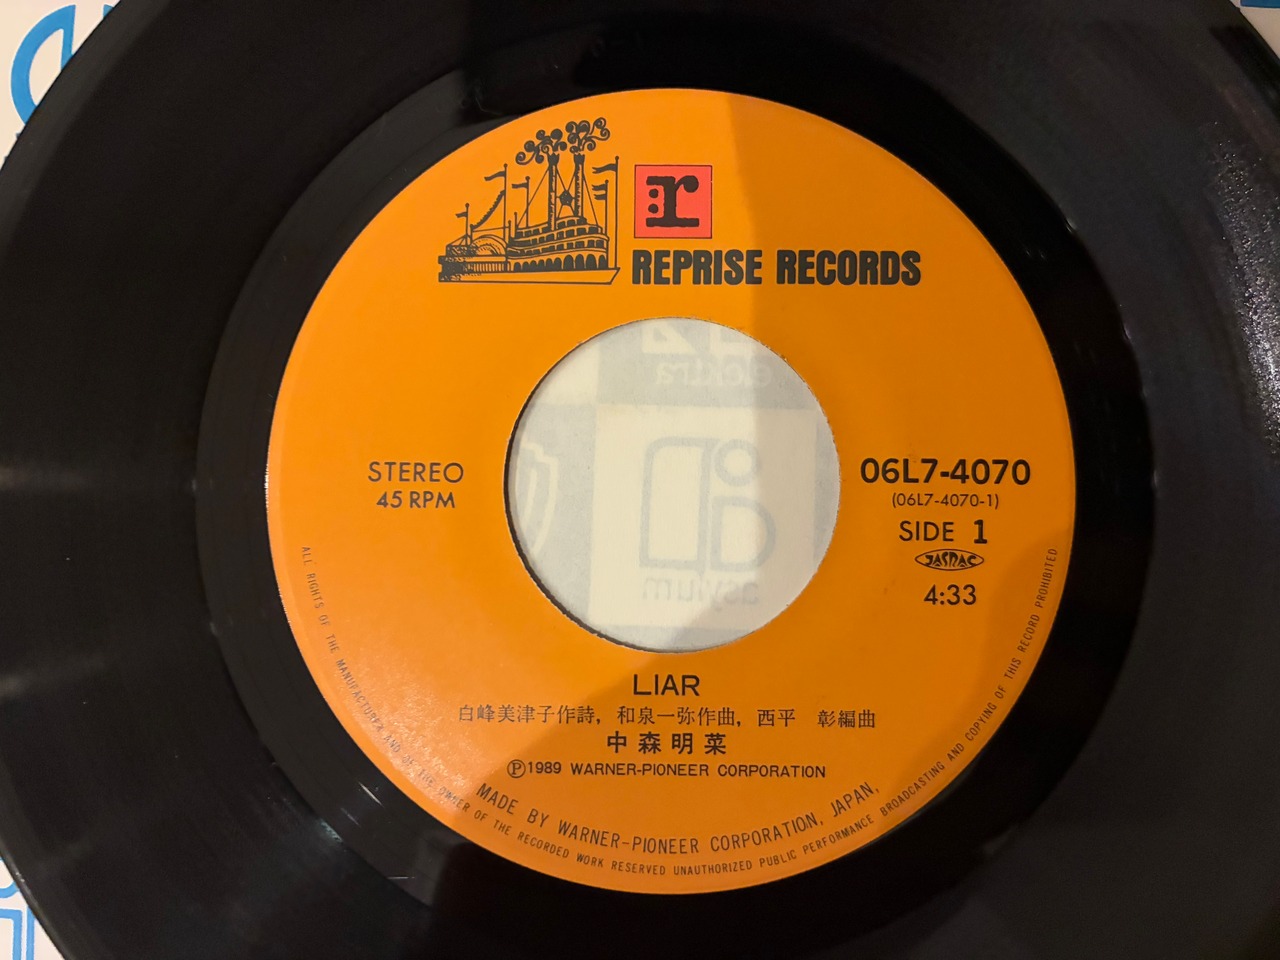 r
REPRISE RECORDS
elektra
asylum
STEREO
45 RPM
06L7-4070
(06L7-4070-1)
SIDE 1
JASRAC
4:33
LIAR
白峰美津子作詩, 和泉一弥作曲, 西平 彰編曲
中森明菜
Ⓟ1989 WARNER-PIONEER CORPORATION
MADE BY WARNER-PIONEER CORPORATION, JAPAN,
ALL RIGHTS OF THE MANUFACTURER AND OF THE OWNER OF THE RECORDED WORK RESERVED UNAUTHORIZED PUBLIC PERFORMANCE BROADCASTING AND COPYING OF THIS RECORD PROHIBITED